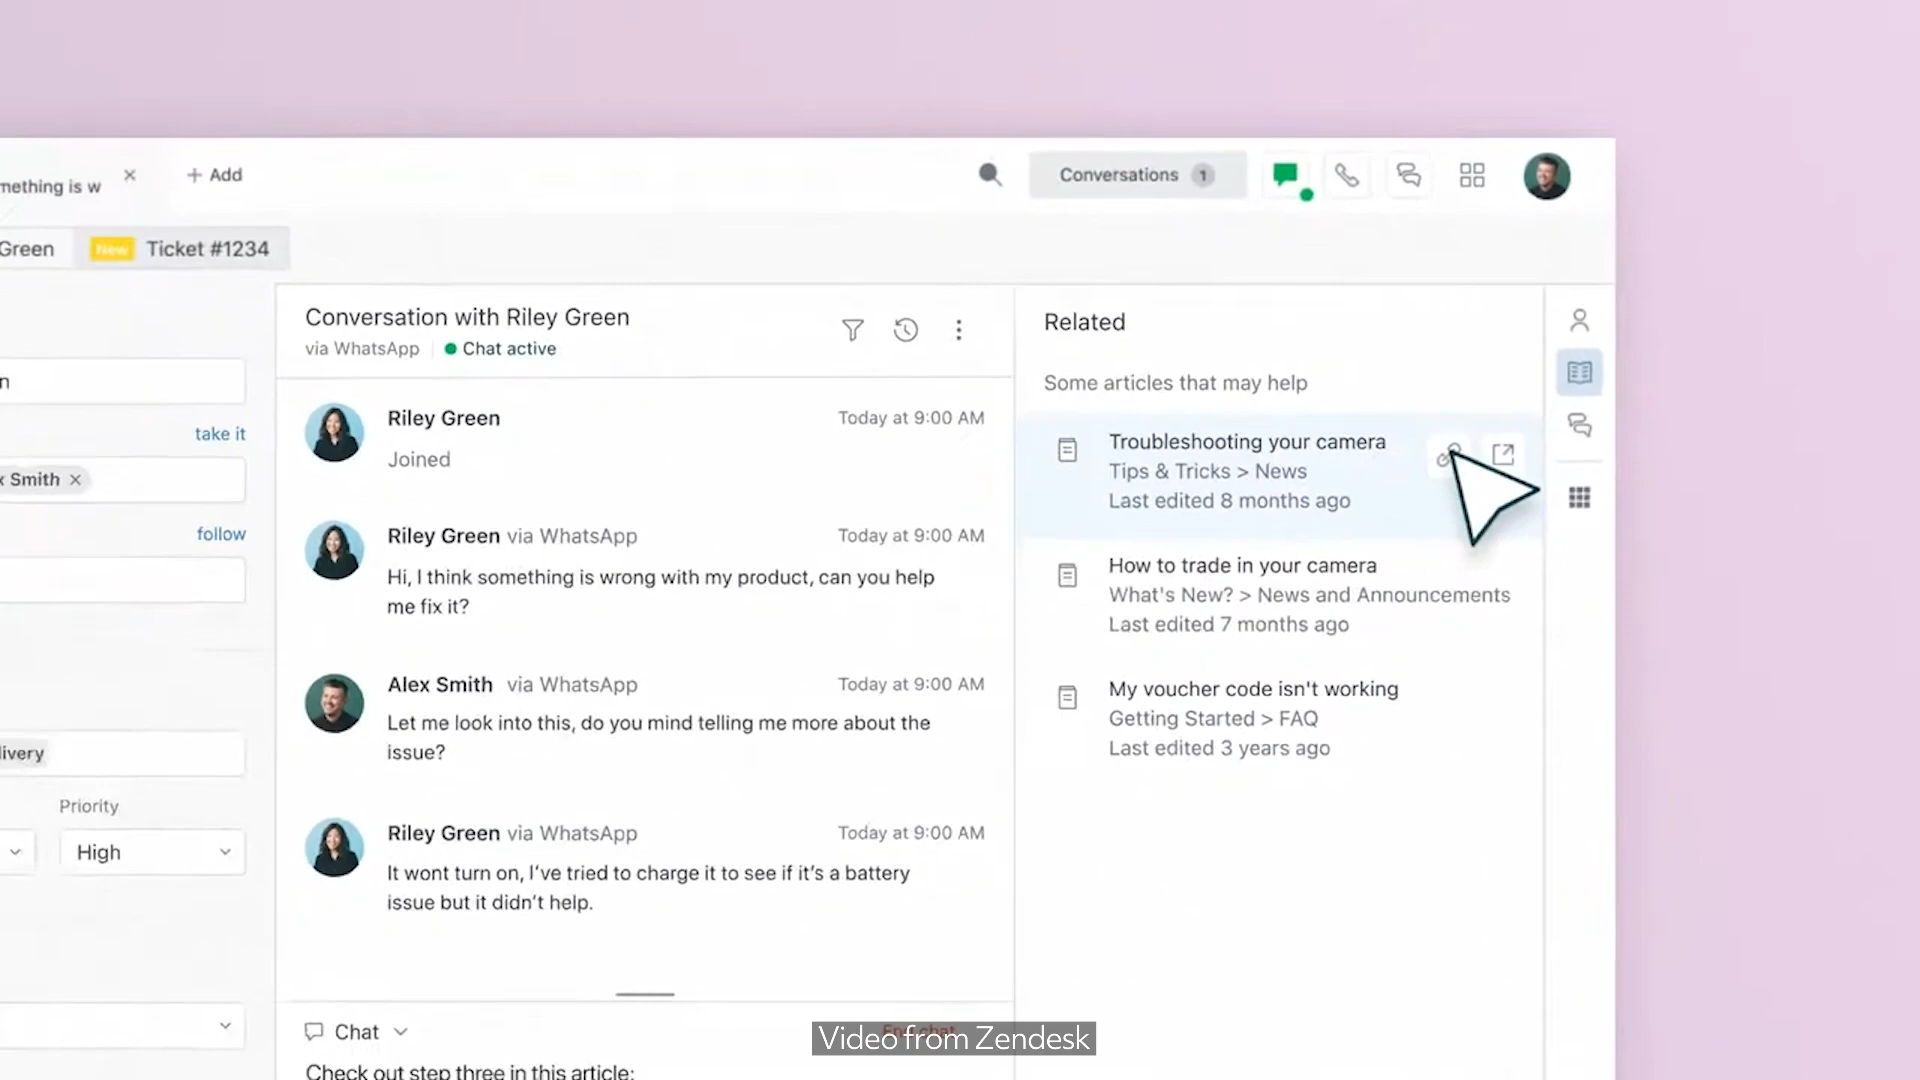 mething is w
+ Add
Conversations 1
Green
New Ticket #1234
Conversation with Riley Green
via WhatsApp
Chat active
n
take it
Smith
follow
livery
Priority
High
Riley Green
Today at 9:00 AM
Joined
Riley Green via WhatsApp
Today at 9:00 AM
Hi, I think something is wrong with my product, can you help
me fix it?
Alex Smith via WhatsApp
Today at 9:00 AM
Let me look into this, do you mind telling me more about the
issue?
Riley Green via WhatsApp
Today at 9:00 AM
It wont turn on, I've tried to charge it to see if it's a battery
issue but it didn't help.
Chat
End chat
Check out step three in this article:
Related
Some articles that may help
Troubleshooting your camera
Tips & Tricks > News
Last edited 8 months ago
How to trade in your camera
What's New? > News and Announcements
Last edited 7 months ago
My voucher code isn't working
Getting Started > FAQ
Last edited 3 years ago
Video from Zendesk